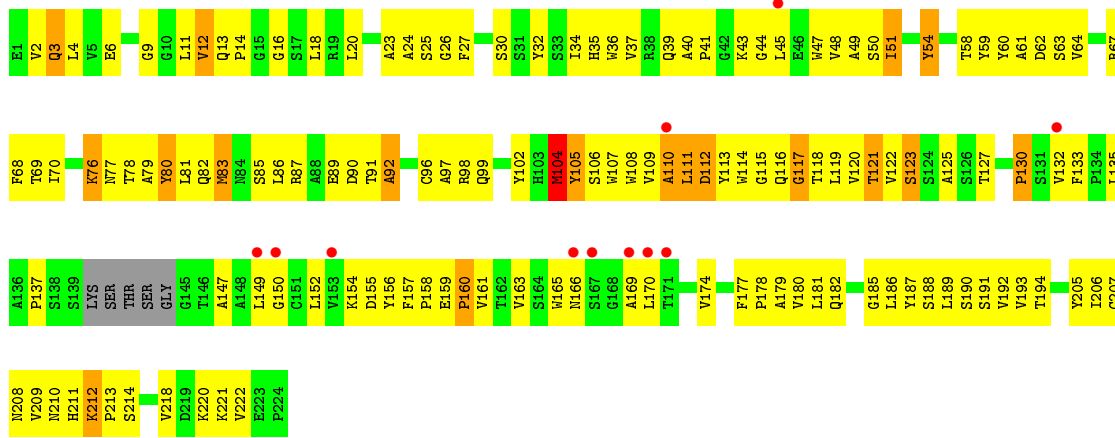 E1 V2 Q3 L4 V5 E6 G9 G10 L11 V12 Q13 P14 G15 G16 S17 L18 R19 L20 A23 A24 S25 G26 F27 S30 S31 Y32 S33 I34 H35 W36 V37 R38 Q39 A40 P41 G42 K43 G44 L45 E46 W47 V48 A49 S50 I51 Y54 T58 Y59 Y60 A61 D62 S63 V64 R67
F68 T69 I70 K76 N77 T78 A79 Y80 L81 Q82 M83 N84 S85 L86 R87 A88 E89 D90 T91 A92 C96 A97 R98 Q99 Y102 H103 M104 Y105 S106 W107 W108 V109 A110 L111 D112 Y113 W114 G115 Q116 G117 T118 L119 V120 T121 V122 S123 S124 A125 S126 T127 P130 S131 V132 F133 P134 L135
A136 P137 S138 S139 LYS SER THR SER GLY G145 T146 A147 A148 L149 G150 C151 L152 V153 K154 D155 Y156 F157 P158 E159 P160 V161 T162 V163 S164 W165 N166 S167 G168 A169 L170 T171 V174 F177 P178 A179 V180 L181 Q182 G185 L186 Y187 S188 L189 S190 S191 V192 V193 T194 Y205 I206 C207
N208 V209 N210 H211 K212 P213 S214 V218 D219 K220 K221 V222 E223 P224